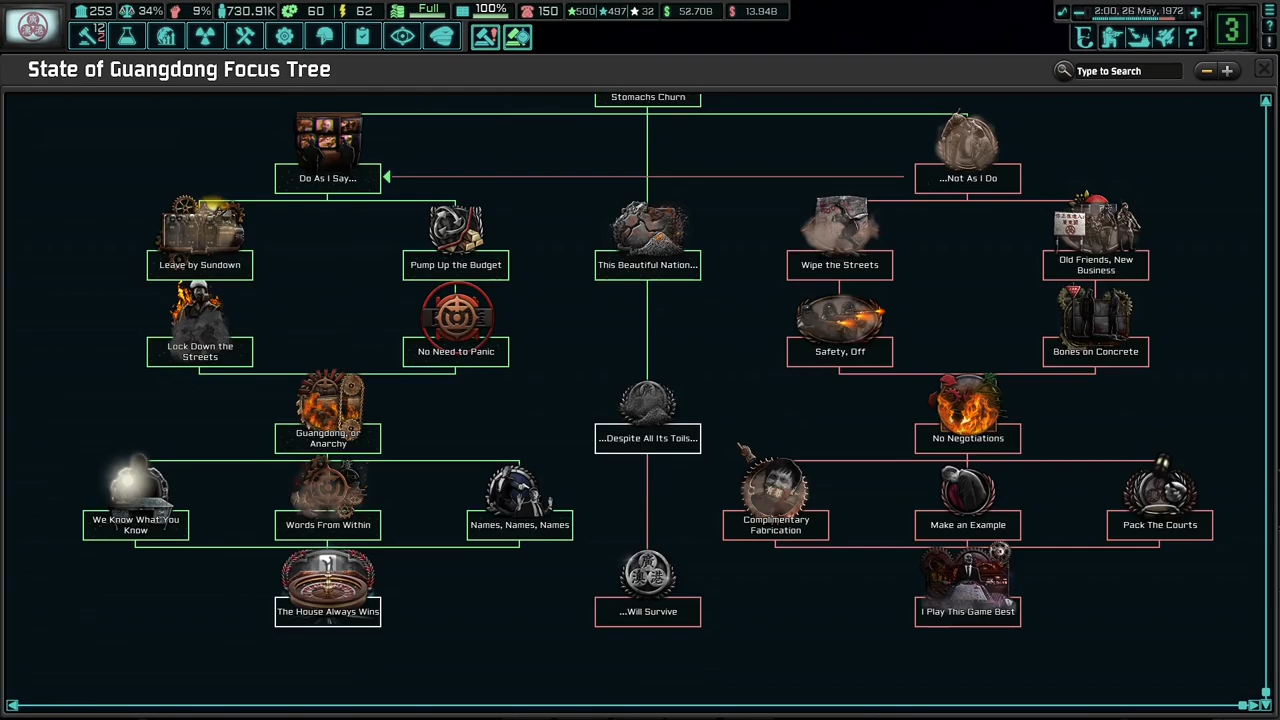 253 34% 9% 730.91K 60 62 Full 100% 150 500 497 32 52.70B 13.94B 2:00, 26 May, 1972
3
State of Guangdong Focus Tree
Type to Search
Stomachs Churn
Do As I Say...
...Not As I Do
Leave by Sundown
Pump Up the Budget
This Beautiful Nation...
Wipe the Streets
Old Friends, New
Business
Lock Down the
Streets
No Need to Panic
Safety, Off
Bones on Concrete
Guangdong, or
Anarchy
...Despite All Its Toils...
No Negotiations
We Know What You
Know
Words From Within
Names, Names, Names
Complimentary
Fabrication
Make an Example
Pack The Courts
The House Always Wins
...Will Survive
I Play This Game Best